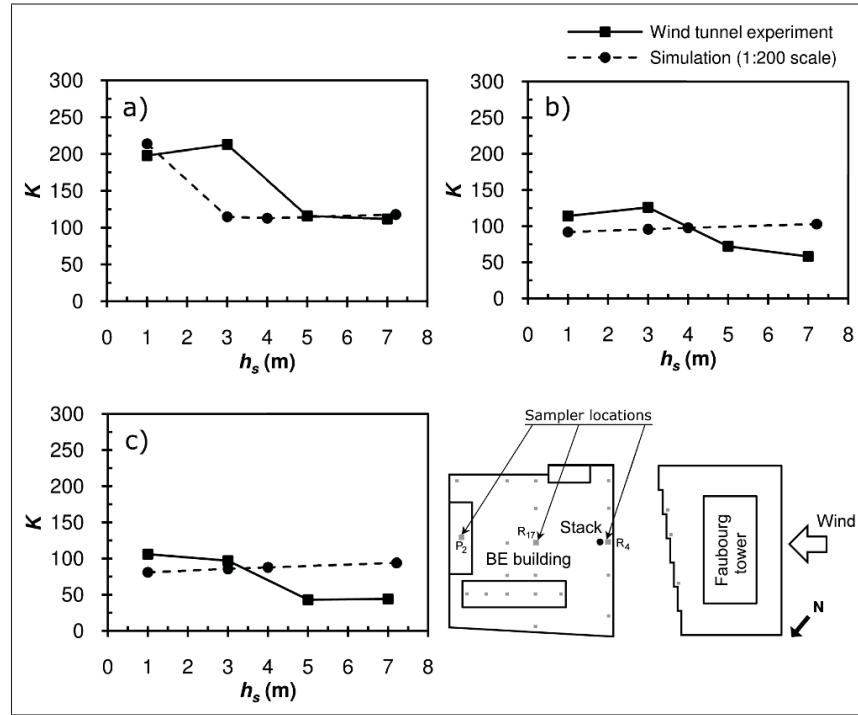 Wind tunnel experiment
Simulation (1:200 scale)
300
250
200
150
100
50
0
K
a)
0 1 2 3 4 5 6 7 8
hs (m)
300
250
200
150
100
50
0
K
b)
0 1 2 3 4 5 6 7 8
hs (m)
300
250
200
150
100
50
0
K
c)
0 1 2 3 4 5 6 7 8
hs (m)
Sampler locations
P2
R17
Stack
R4
BE building
Faubourg
tower
Wind
N